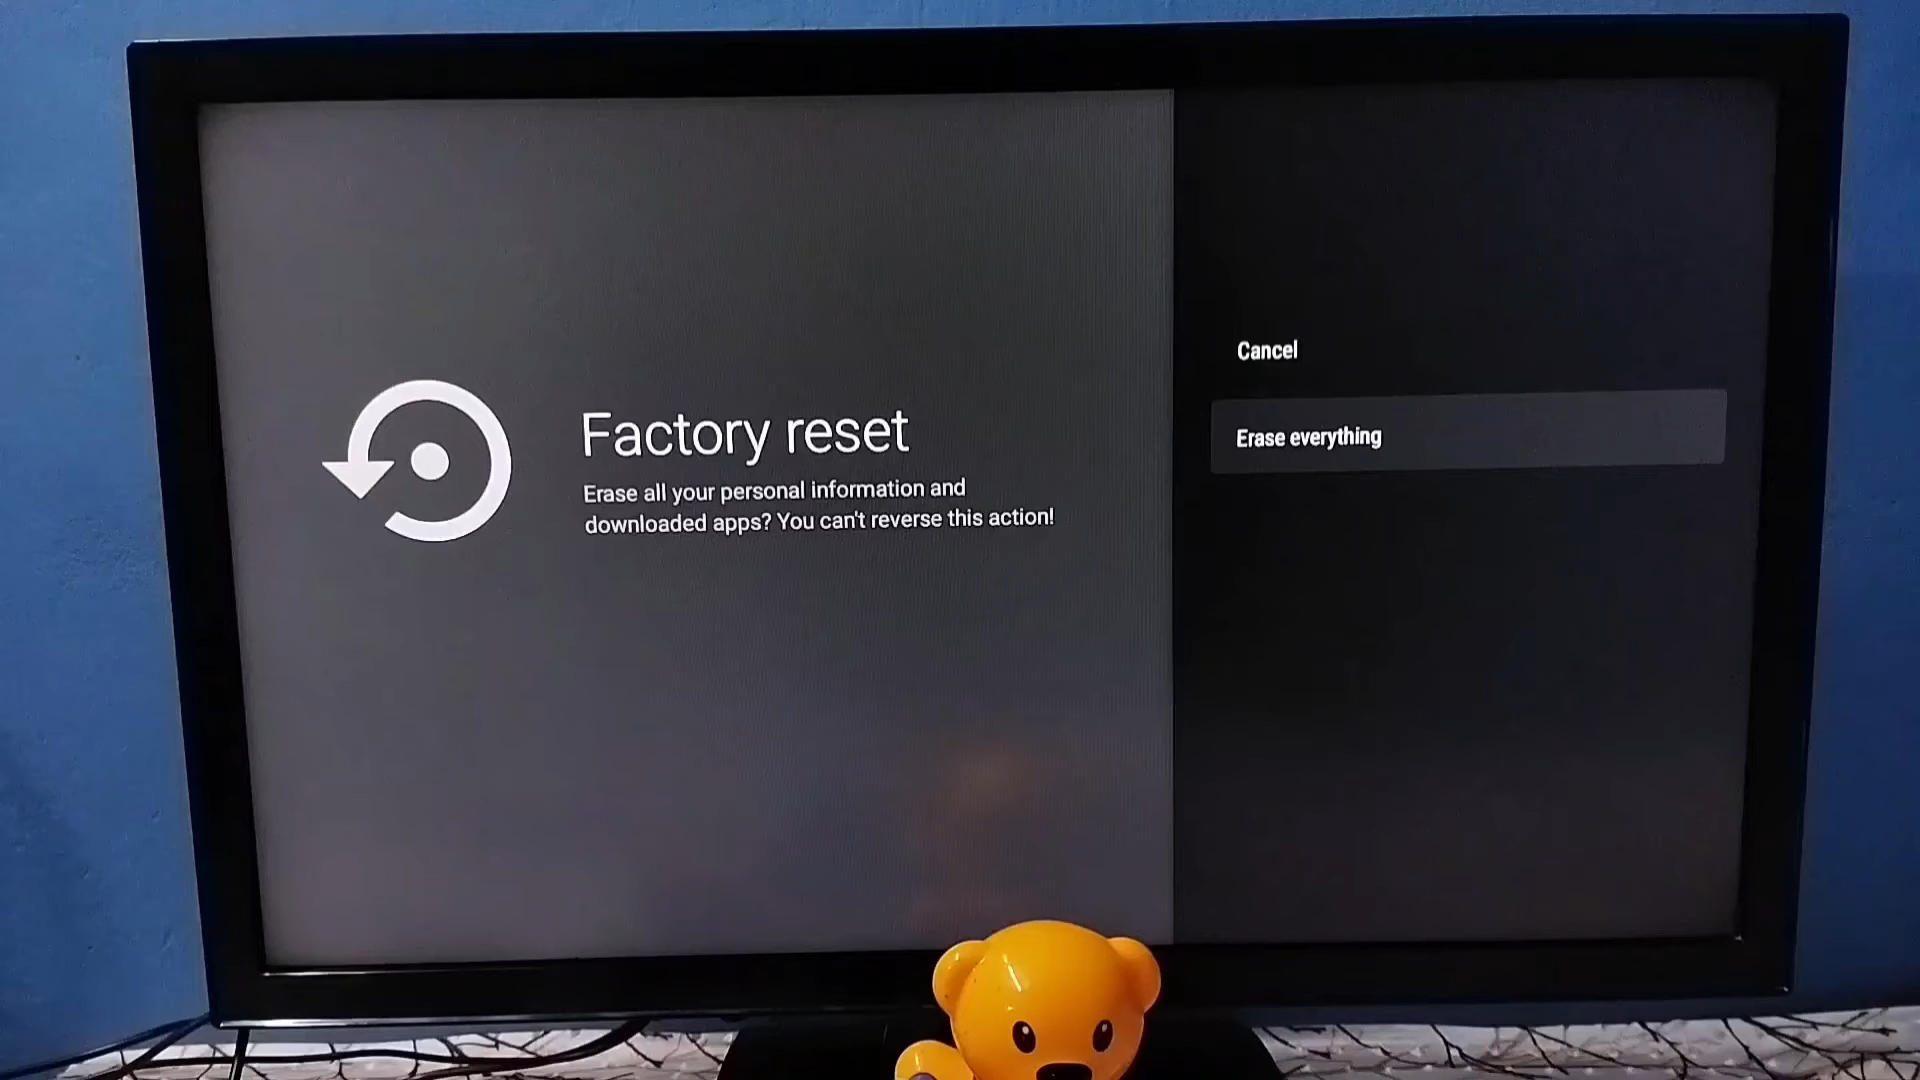 Factory reset
Erase all your personal information and
downloaded apps? You can't reverse this action!
Cancel
Erase everything